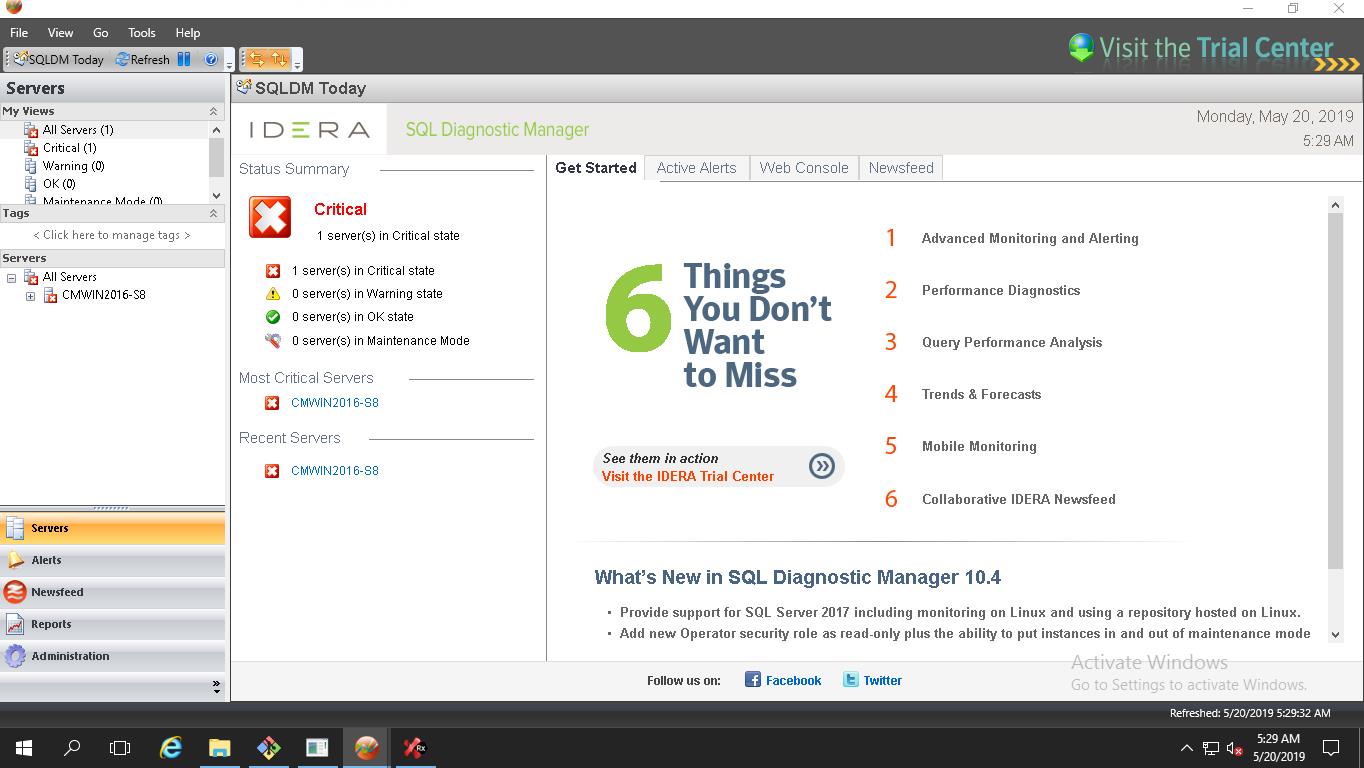 File View Go Tools Help
Visit the Trial Center
SQLDM Today Refresh
Servers
SQLDM Today
My Views
All Servers (1)
Critical (1)
Warning (0)
OK (0)
Maintenance Mode (0)
Tags
< Click here to manage tags >
Servers
All Servers
CMWIN2016-S8
Servers
Alerts
Newsfeed
Reports
Administration
IDERA SQL Diagnostic Manager
Monday, May 20, 2019
5:29 AM
Status Summary
Critical
1 server(s) in Critical state
1 server(s) in Critical state
0 server(s) in Warning state
0 server(s) in OK state
0 server(s) in Maintenance Mode
Most Critical Servers
CMWIN2016-S8
Recent Servers
CMWIN2016-S8
Get Started Active Alerts Web Console Newsfeed
6 Things
You Don't
Want
to Miss
See them in action
Visit the IDERA Trial Center
1 Advanced Monitoring and Alerting
2 Performance Diagnostics
3 Query Performance Analysis
4 Trends & Forecasts
5 Mobile Monitoring
6 Collaborative IDERA Newsfeed
What's New in SQL Diagnostic Manager 10.4
• Provide support for SQL Server 2017 including monitoring on Linux and using a repository hosted on Linux.
• Add new Operator security role as read-only plus the ability to put instances in and out of maintenance mode
Activate Windows
Go to Settings to activate Windows.
Follow us on: Facebook Twitter
Refreshed: 5/20/2019 5:29:32 AM
Rx
5:29 AM
5/20/2019